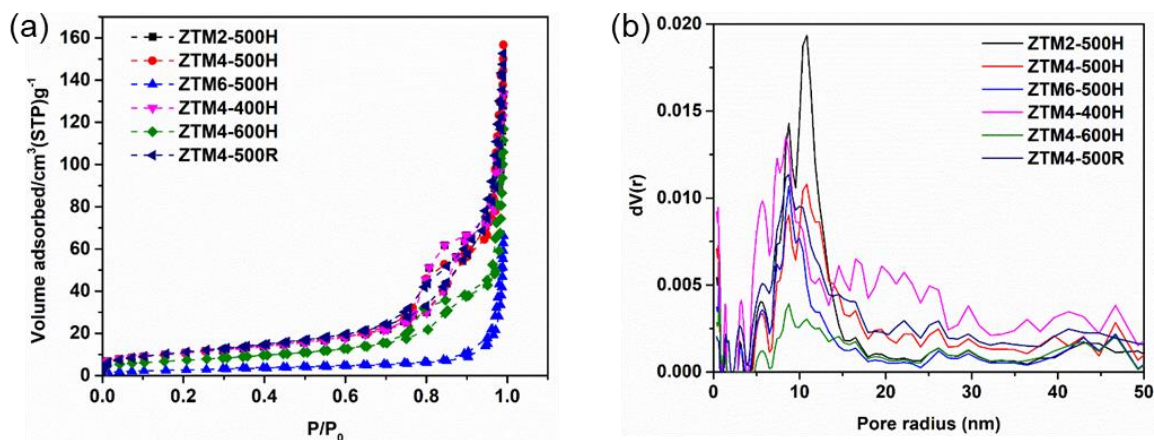 (a)
160
140
120
100
80
60
40
20
0
Volume adsorbed/cm³(STP)g⁻¹
ZTM2-500H
ZTM4-500H
ZTM6-500H
ZTM4-400H
ZTM4-600H
ZTM4-500R
0.0 0.2 0.4 0.6 0.8 1.0
P/P₀
(b)
0.020
0.015
0.010
0.005
0.000
dV(r)
ZTM2-500H
ZTM4-500H
ZTM6-500H
ZTM4-400H
ZTM4-600H
ZTM4-500R
0 10 20 30 40 50
Pore radius (nm)